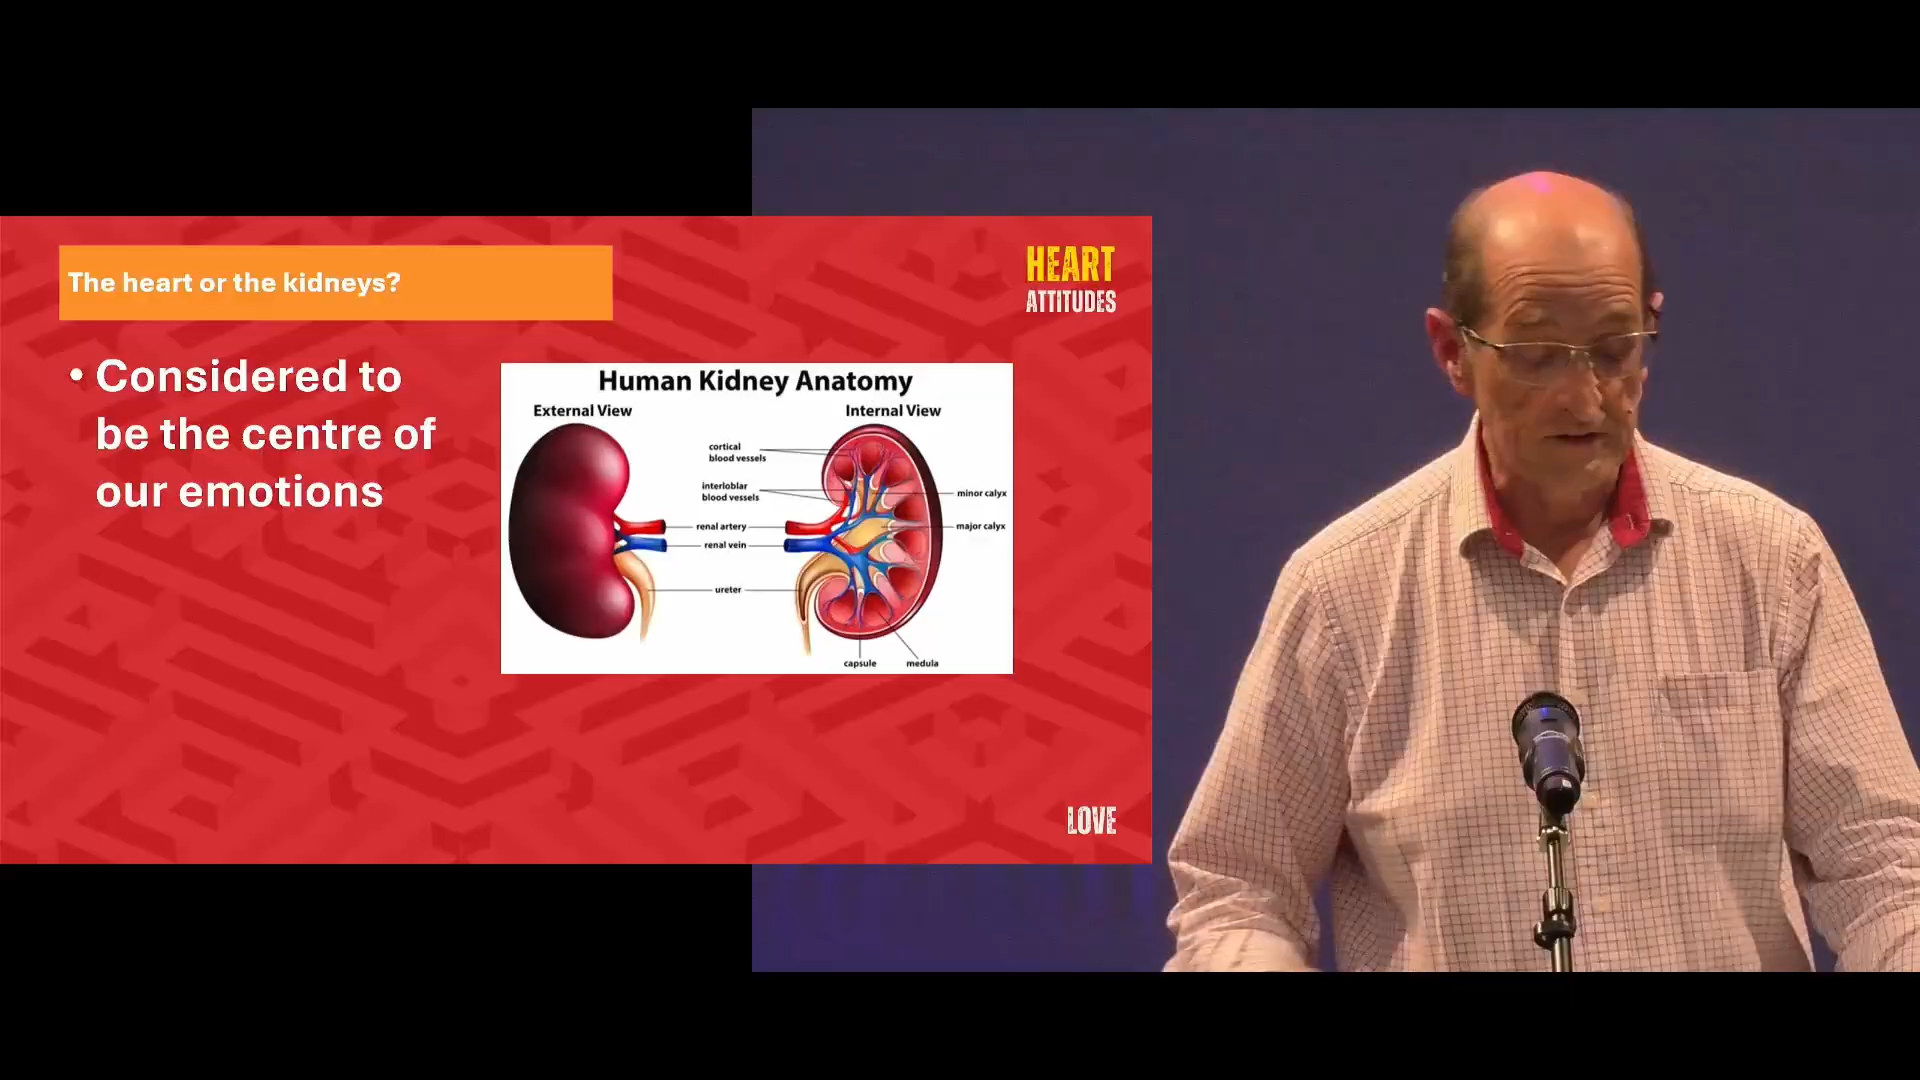 The heart or the kidneys?
HEART
ATTITUDES
• Considered to
be the centre of
our emotions
Human Kidney Anatomy
External View
Internal View
cortical
blood vessels
interloblar
blood vessels
minor calyx
renal artery
major calyx
renal vein
ureter
capsule
medula
LOVE